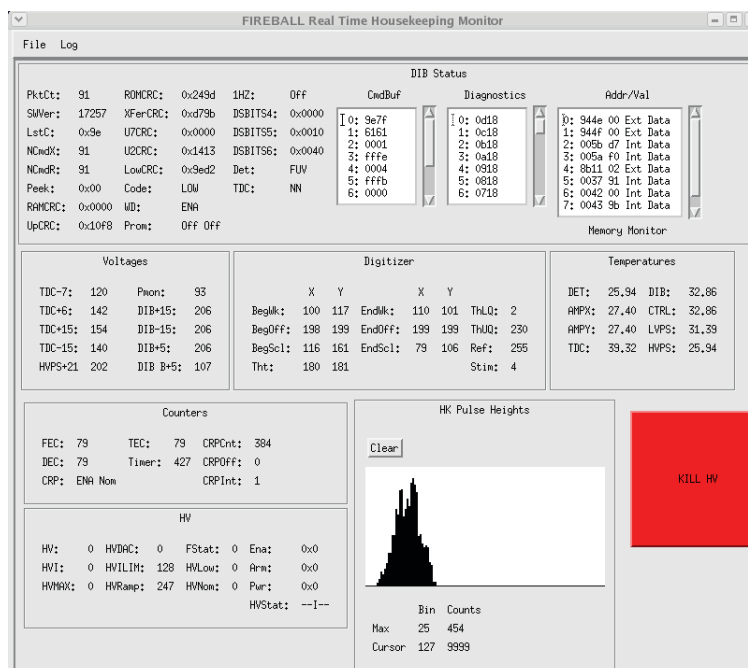 FIREBALL Real Time Housekeeping Monitor
File Log
DIB Status
PktCt: 91 ROMCRC: 0x249d 1HZ: Off CmdBuf Diagnostics Addr/Val
SWVer: 17257 XFerCRC: 0xd79b DSBITS4: 0x0000
LstC: 0x9e U7CRC: 0x0000 DSBITS5: 0x0010
NCmdX: 91 U2CRC: 0x1413 DSBITS6: 0x0040
NCmdR: 91 LowCRC: 0x9ed2 Det: FUV
Peek: 0x00 Code: LOW TDC: NN
RAMCRC: 0x0000 WD: ENA
UpCRC: 0x10f8 Prom: Off Off
0: 9e7f
1: 6161
2: 0001
3: fffe
4: 0004
5: fffb
6: 0000
0: 0d18
1: 0c18
2: 0b18
3: 0a18
4: 0918
5: 0818
6: 0718
0: 944e 00 Ext Data
1: 944f 00 Ext Data
2: 005b d7 Int Data
3: 005a f0 Int Data
4: 8b11 02 Ext Data
5: 0037 91 Int Data
6: 0042 00 Int Data
7: 0043 9b Int Data
Memory Monitor
Voltages
TDC-7: 120 Pmon: 93
TDC+6: 142 DIB+15: 206
TDC+15: 154 DIB-15: 206
TDC-15: 140 DIB+5: 206
HVPS+21 202 DIB B+5: 107
Digitizer
X Y X Y
BegWk: 100 117 EndWk: 110 101 ThLQ: 2
BegOff: 198 199 EndOff: 199 199 ThUQ: 230
BegScl: 116 161 EndScl: 79 106 Ref: 255
Tht: 180 181 Stim: 4
Temperatures
DET: 25.94 DIB: 32.86
AMPX: 27.40 CTRL: 32.86
AMPY: 27.40 LVPS: 31.39
TDC: 39.32 HVPS: 25.94
Counters
FEC: 79 TEC: 79 CRPCnt: 384
DEC: 79 Timer: 427 CRPOff: 0
CRP: ENA Nom CRPInt: 1
HV
HV: 0 HVDAC: 0 FStat: 0 Ena: 0x0
HVI: 0 HVILIM: 128 HVLow: 0 Arm: 0x0
HVMAX: 0 HVRamp: 247 HVNom: 0 Pwr: 0x0
HVStat: --I--
HK Pulse Heights
Clear
Bin Counts
Max 25 454
Cursor 127 9999
KILL HV